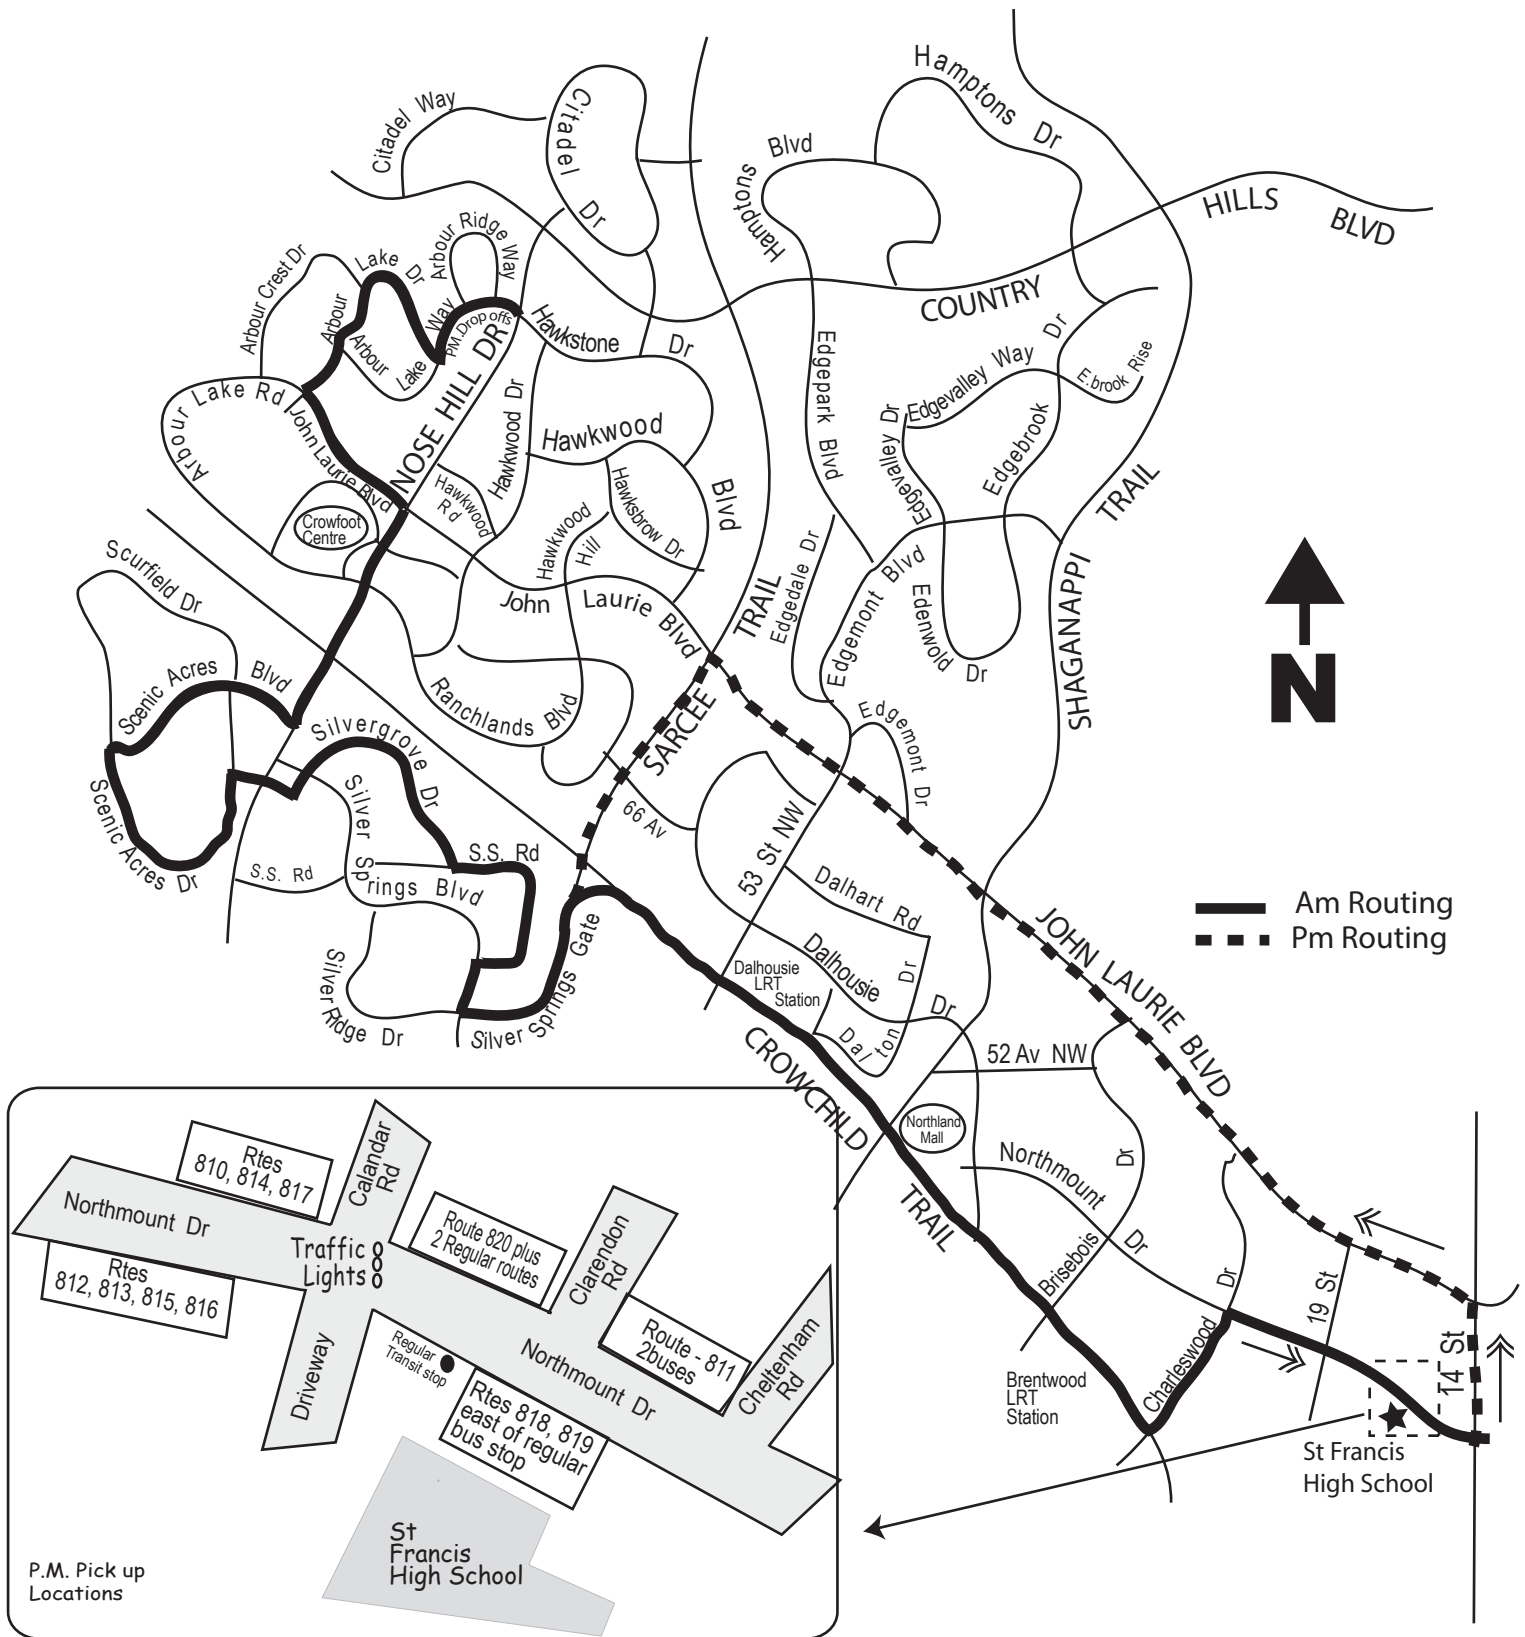 Hamptons Dr
Citadel Way
Citadel Dr
Hamptons Blvd
HILLS BLVD
COUNTRY
Arbour Ridge Way
Arbour Crest Dr
Lake Dr
Arbour
Way
P.M. Drop offs
Arbour
Lake
Hawkstone Dr
Edgepark Blvd
Edgevalley Way
Dr
E.brook Rise
Edgevalley Dr
Edgebrook
Arbour Lake Rd
John Laurie Blvd
NOSE HILL DR
Hawkwood Dr
Hawkwood
Blvd
Hawkwood
Rd
Hawksbrow Dr
Hawkwood
Hill
Crowfoot
Centre
TRAIL
SHAGANAPPI
Scurfield Dr
John Laurie Blvd
TRAIL
Edgedale Dr
Edgemont Blvd
Edenwold Dr
N
Scenic Acres Blvd
Silvergrove Dr
Ranchlands Blvd
SARCEE
Edgemont Dr
Scenic Acres Dr
Silver Springs Blvd
S.S. Rd
S.S. Rd
66 Av
53 St NW
Dalhart Rd
Am Routing
Pm Routing
JOHN LAURIE BLVD
Silver Ridge Dr
Silver Springs Gate
Dalhousie
LRT
Station
Dalhousie Dr
Dalton Dr
52 Av NW
CROWCHILD
TRAIL
Northland
Mall
Northmount Dr
Dr
Brisebois
Charleswood
Dr
19 St
14 St
Brentwood
LRT
Station
St Francis
High School
Rtes
810, 814, 817
Calandar
Rd
Northmount Dr
Rtes
812, 813, 815, 816
Traffic
Lights
Route 820 plus
2 Regular routes
Clarendon
Rd
Route - 811
2buses
Cheltenham
Rd
Driveway
Regular
Transit stop
Northmount Dr
Rtes 818, 819
east of regular
bus stop
St
Francis
High School
P.M. Pick up
Locations